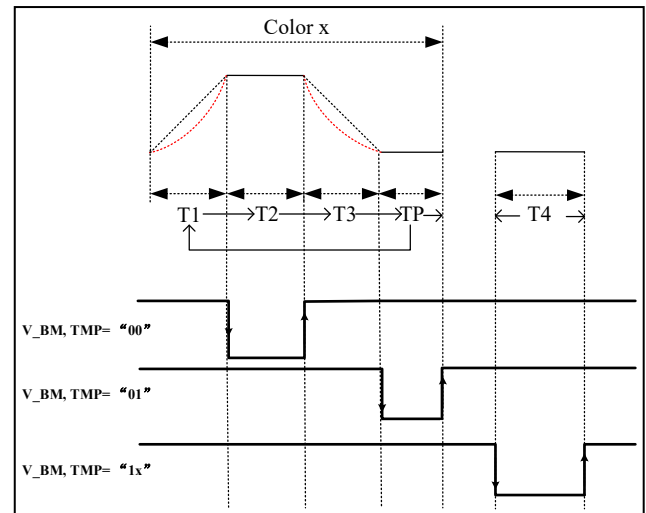 Color x
T1 T2 T3 TP T4
V_BM, TMP= “00”
V_BM, TMP= “01”
V_BM, TMP= “1x”